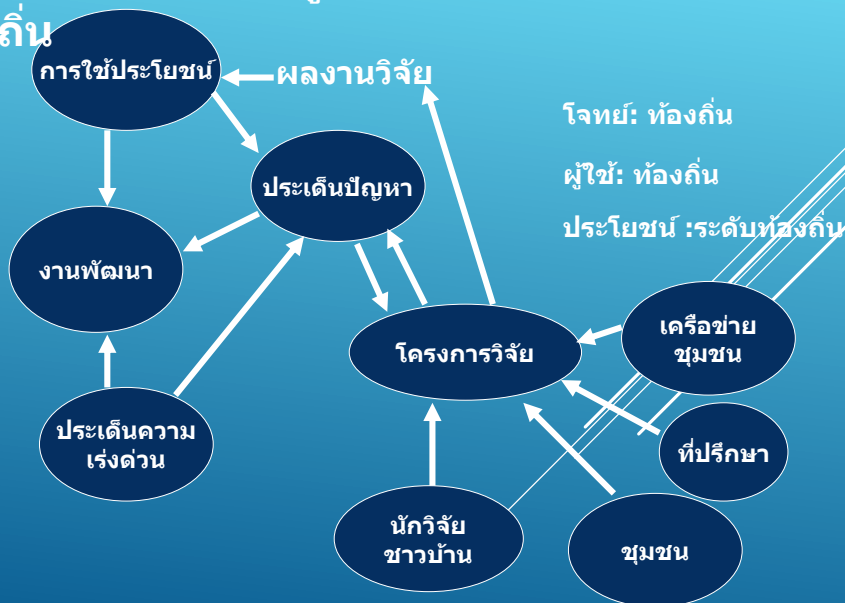 ถิ่น
การใช้ประโยชน์
ผลงานวิจัย
โจทย์: ท้องถิ่น
ประเด็นปัญหา
ผู้ใช้: ท้องถิ่น
ประโยชน์ :ระดับท้องถิ่น
งานพัฒนา
เครือข่าย
ชุมชน
โครงการวิจัย
ประเด็นความ
เร่งด่วน
ที่ปรึกษา
นักวิจัย
ชาวบ้าน
ชุมชน